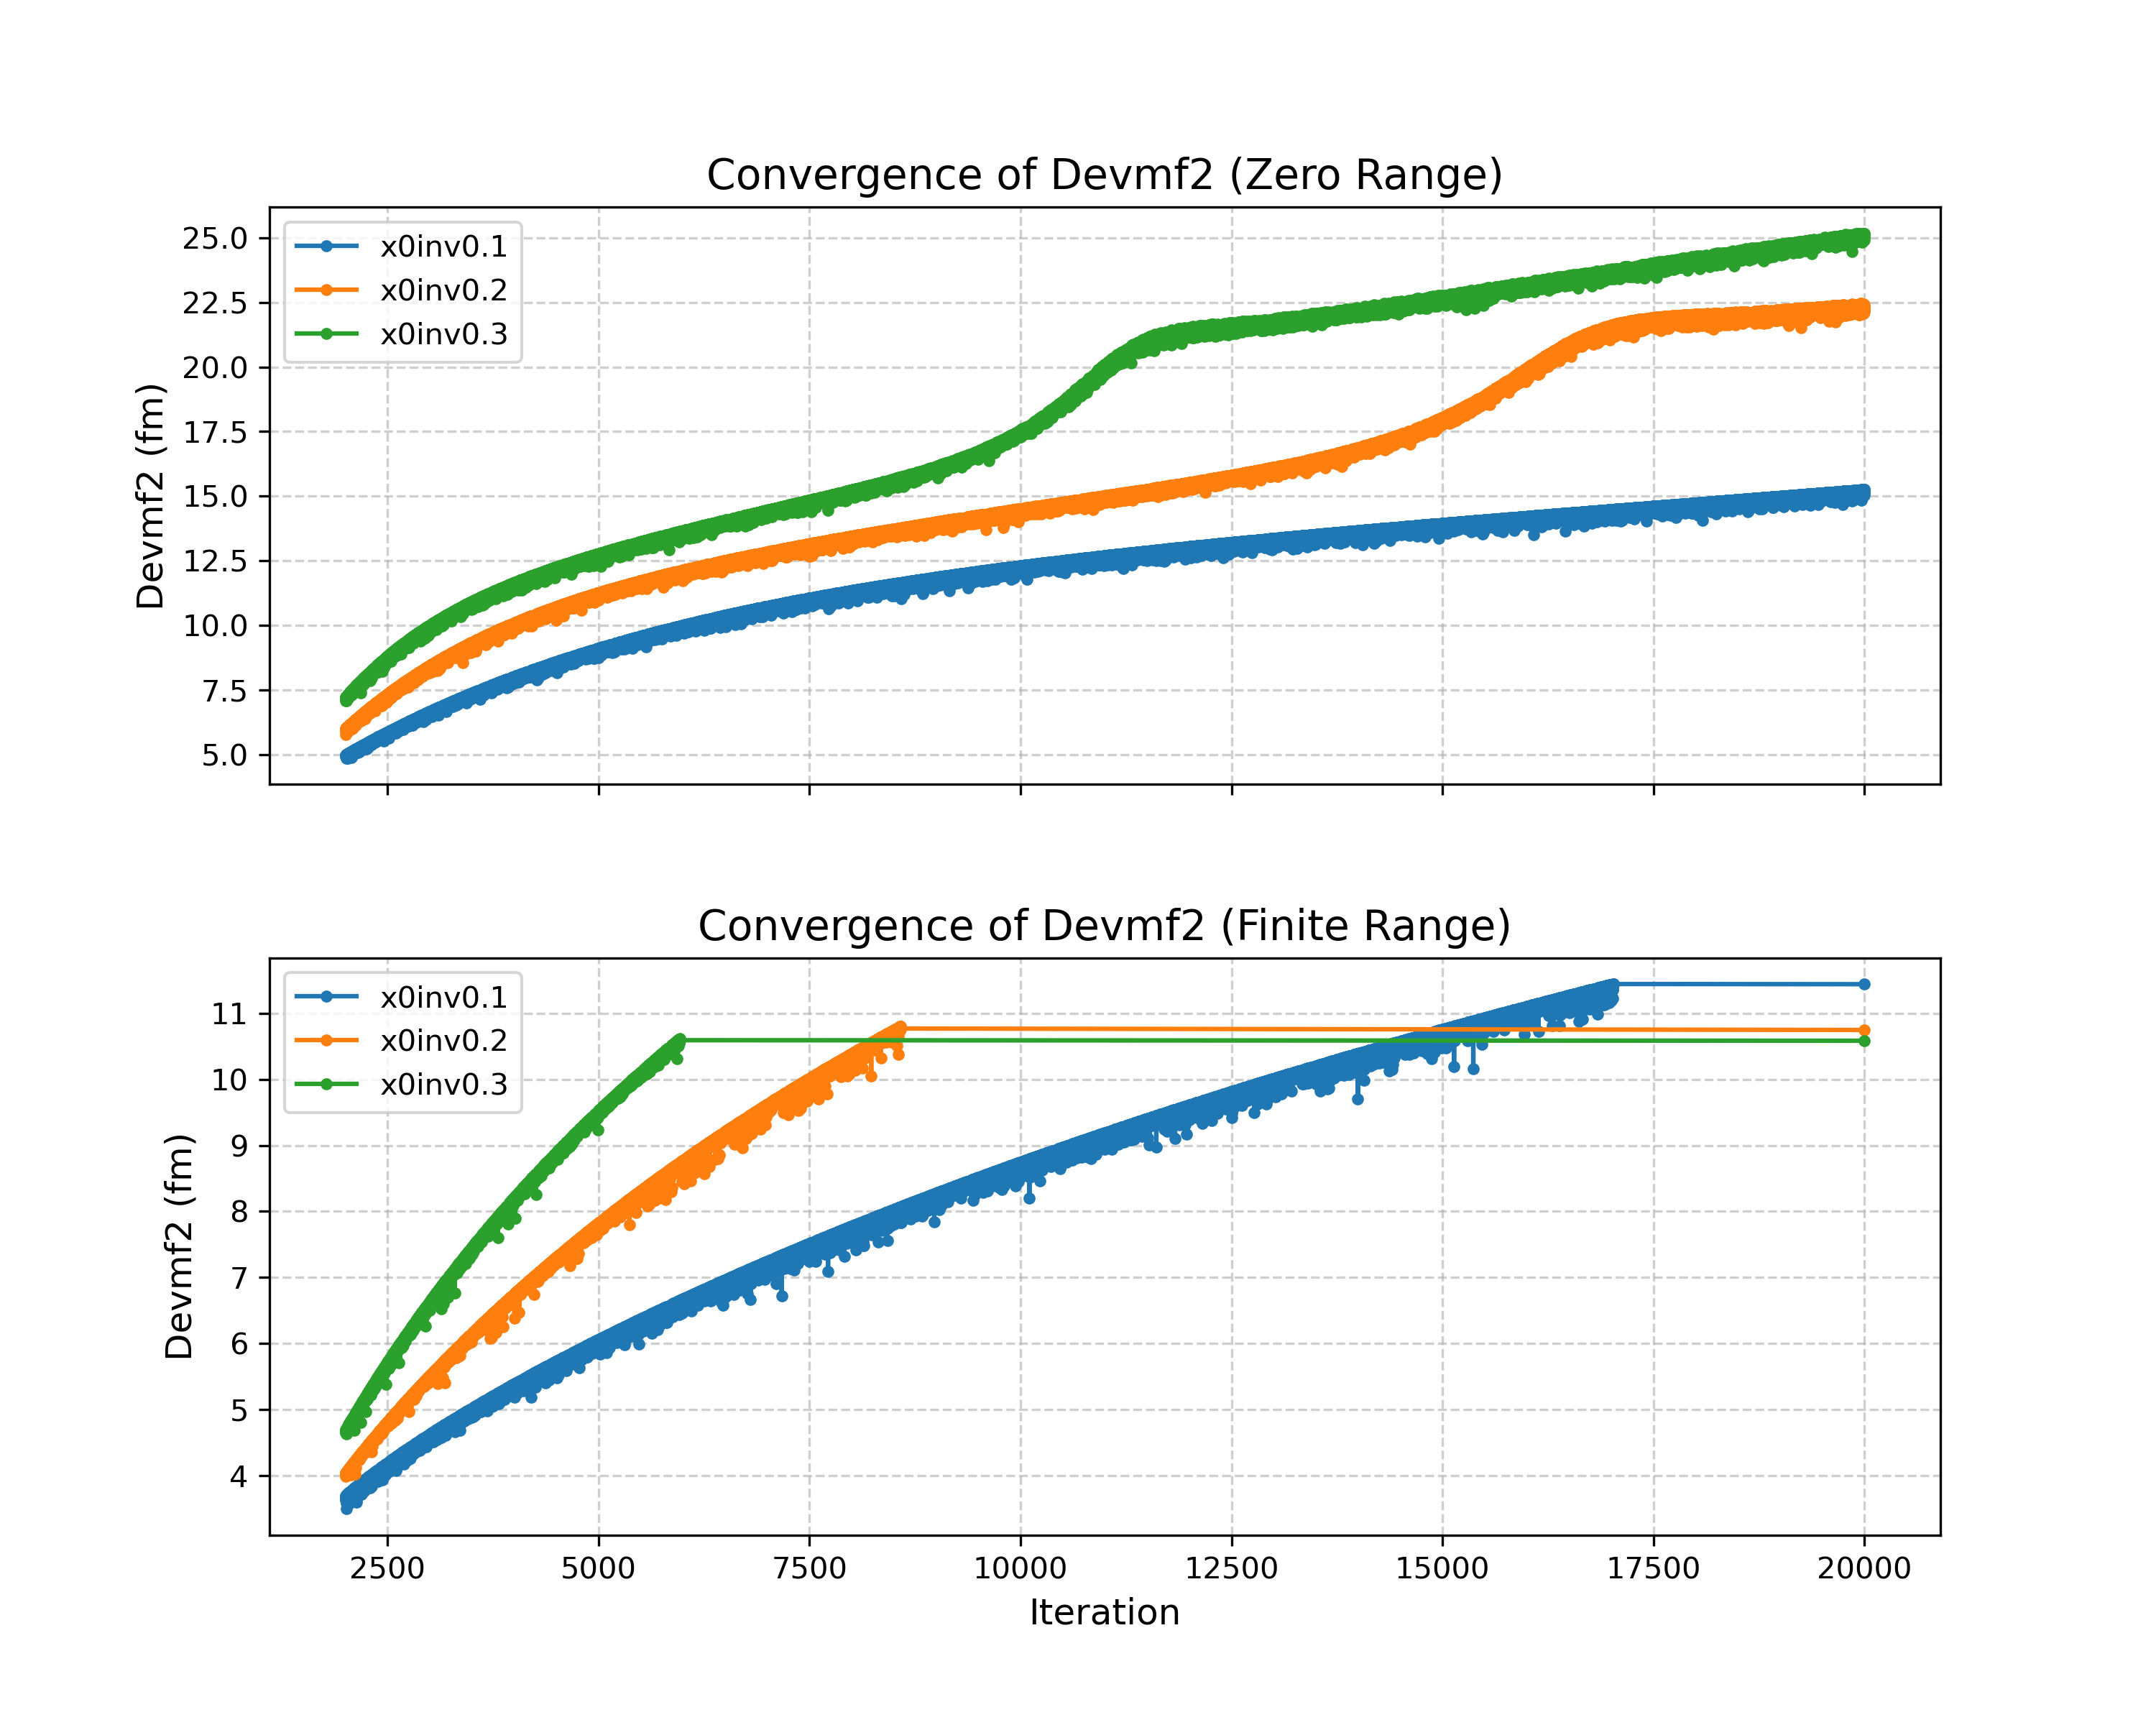 Convergence of Devmf2 (Zero Range)
x0inv0.1
x0inv0.2
x0inv0.3
Devmf2 (fm)
25.0
22.5
20.0
17.5
15.0
12.5
10.0
7.5
5.0
Convergence of Devmf2 (Finite Range)
x0inv0.1
x0inv0.2
x0inv0.3
Devmf2 (fm)
11
10
9
8
7
6
5
4
2500 5000 7500 10000 12500 15000 17500 20000
Iteration